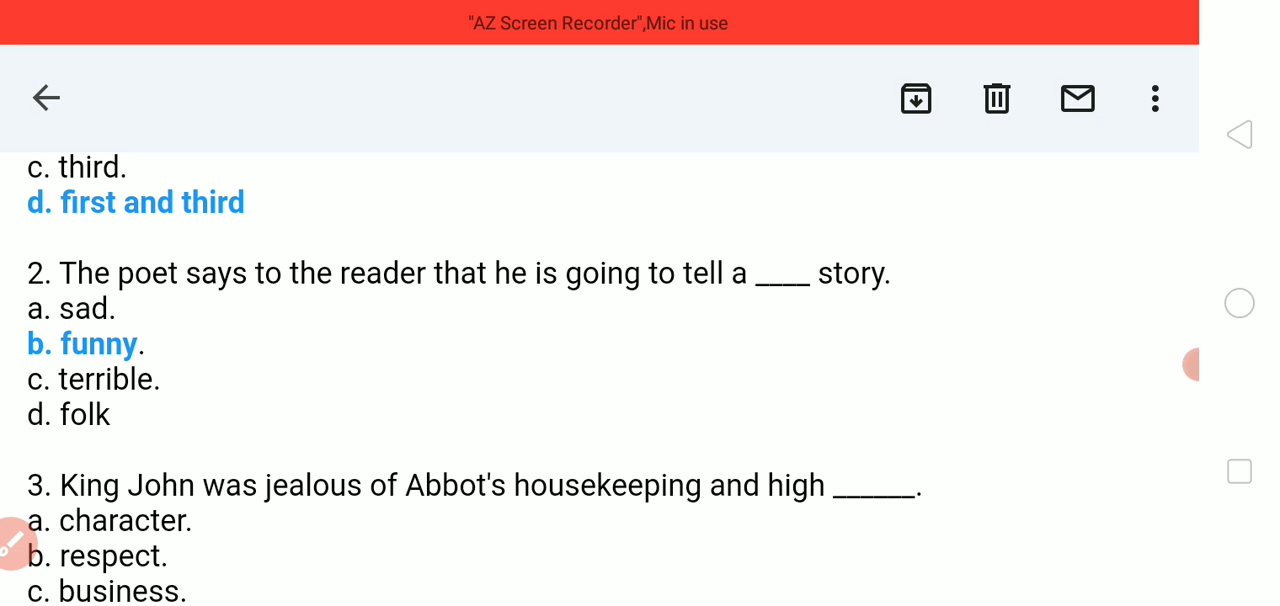 "AZ Screen Recorder",Mic in use
c. third.
d. first and third
2. The poet says to the reader that he is going to tell a ____ story.
a. sad.
b. funny.
c. terrible.
d. folk
3. King John was jealous of Abbot's housekeeping and high ______.
a. character.
b. respect.
c. business.